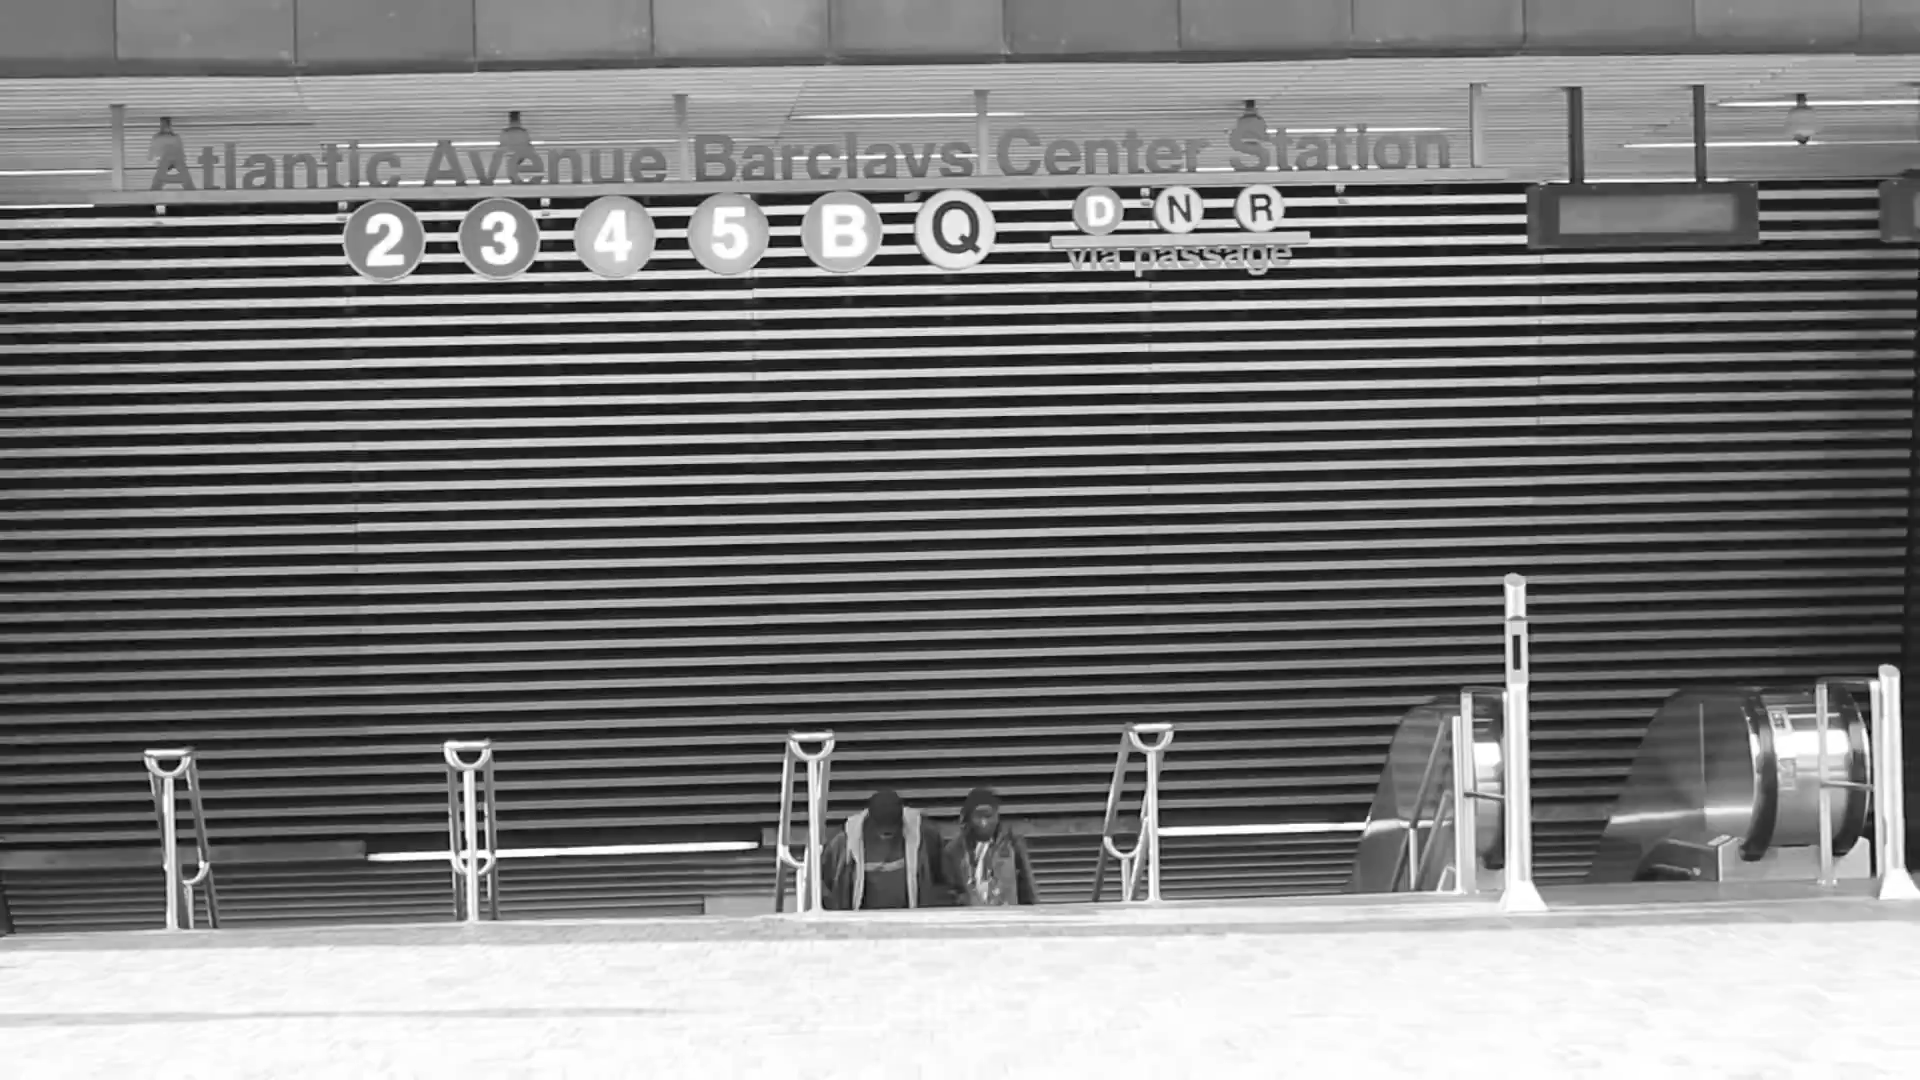 Atlantic Avenue Barclays Center Station
2 3 4 5 B Q D N R
via passage